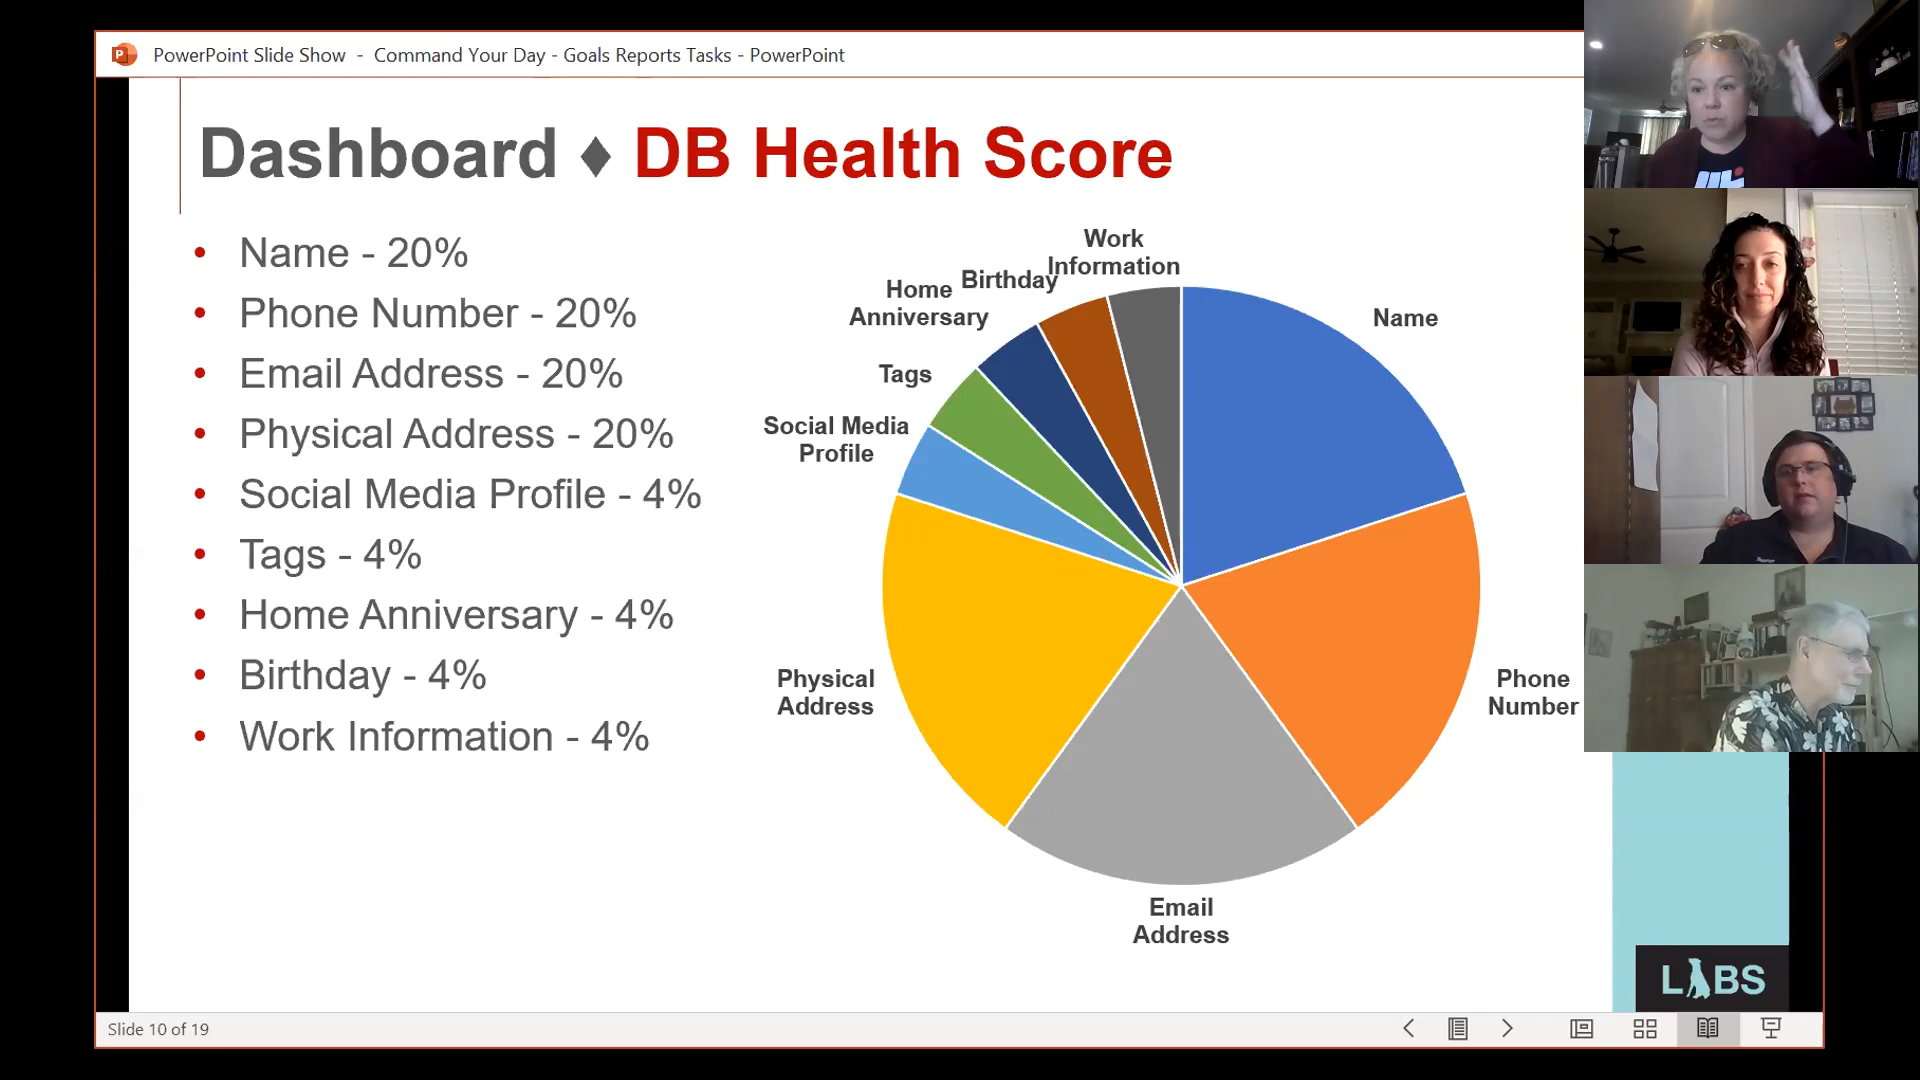 PowerPoint Slide Show - Command Your Day - Goals Reports Tasks - PowerPoint
Dashboard ♦ DB Health Score
• Name - 20%
• Phone Number - 20%
• Email Address - 20%
• Physical Address - 20%
• Social Media Profile - 4%
• Tags - 4%
• Home Anniversary - 4%
• Birthday - 4%
• Work Information - 4%
Work
Information
Birthday
Home
Anniversary
Tags
Social Media
Profile
Name
Physical
Address
Phone
Number
Email
Address
LABS
Slide 10 of 19